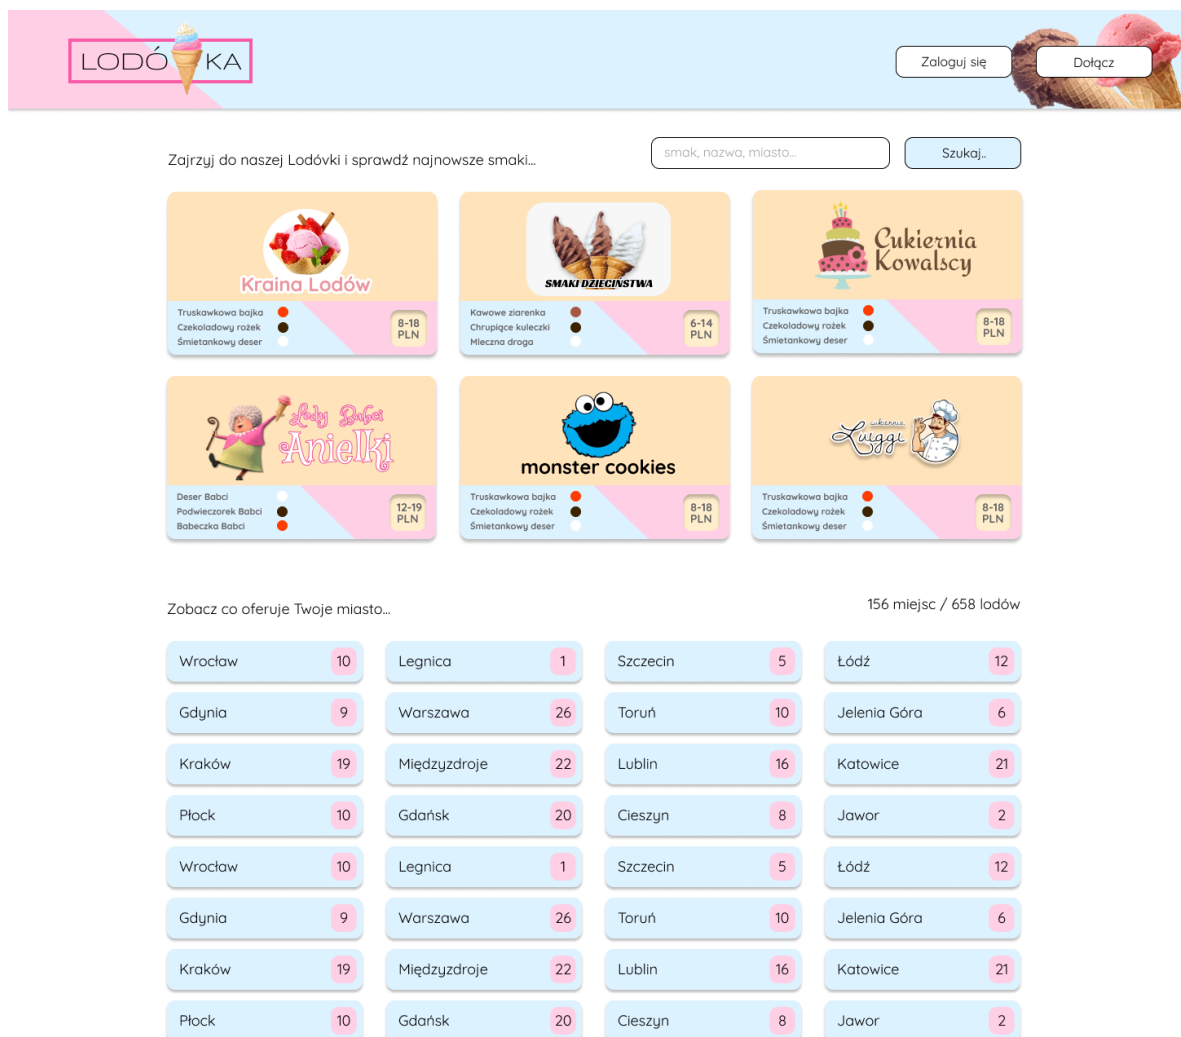 LODÓ KA
Zaloguj się
Dołącz
Zajrzyj do naszej Lodóvki i sprawdź najnowsze smaki...
smak, nazwa, miasto...
Szukaj..
Kraina Lodów
Truskawkowa bajka
Czekoladowy rożek
Śmietankowy deser
8-18
PLN
SMAKI DZIECIŃSTWA
Kawowe ziarenka
Chrupiące kuleczki
Mleczna droga
6-14
PLN
Cukiernia
Kowalscy
Truskawkowa bajka
Czekoladowy rożek
Śmietankowy deser
8-18
PLN
Lody Babci
Anielki
Deser Babci
Podwieczorek Babci
Babeczka Babci
12-19
PLN
monster cookies
Truskawkowa bajka
Czekoladowy rożek
Śmietankowy deser
8-18
PLN
cukiernia
Luiggi
Truskawkowa bajka
Czekoladowy rożek
Śmietankowy deser
8-18
PLN
Zobacz co oferuje Twoje miasto...
156 miejsc / 658 lodów
Wrocław 10 Legnica 1 Szczecin 5 Łódź 12
Gdynia 9 Warszawa 26 Toruń 10 Jelenia Góra 6
Kraków 19 Międzyzdroje 22 Lublin 16 Katowice 21
Płock 10 Gdańsk 20 Cieszyn 8 Jawor 2
Wrocław 10 Legnica 1 Szczecin 5 Łódź 12
Gdynia 9 Warszawa 26 Toruń 10 Jelenia Góra 6
Kraków 19 Międzyzdroje 22 Lublin 16 Katowice 21
Płock 10 Gdańsk 20 Cieszyn 8 Jawor 2